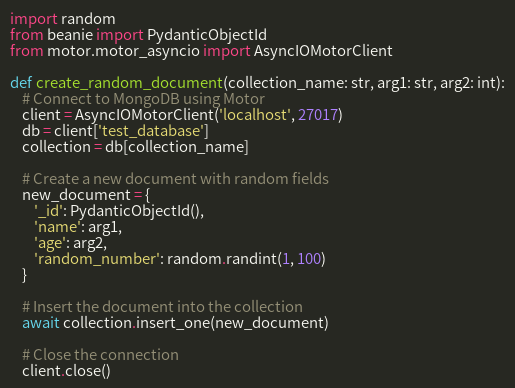 import random
from beanie import PydanticObjectId
from motor.motor_asyncio import AsyncIOMotorClient

def create_random_document(collection_name: str, arg1: str, arg2: int):
    # Connect to MongoDB using Motor
    client = AsyncIOMotorClient('localhost', 27017)
    db = client['test_database']
    collection = db[collection_name]

    # Create a new document with random fields
    new_document = {
        '_id': PydanticObjectId(),
        'name': arg1,
        'age': arg2,
        'random_number': random.randint(1, 100)
    }

    # Insert the document into the collection
    await collection.insert_one(new_document)

    # Close the connection
    client.close()